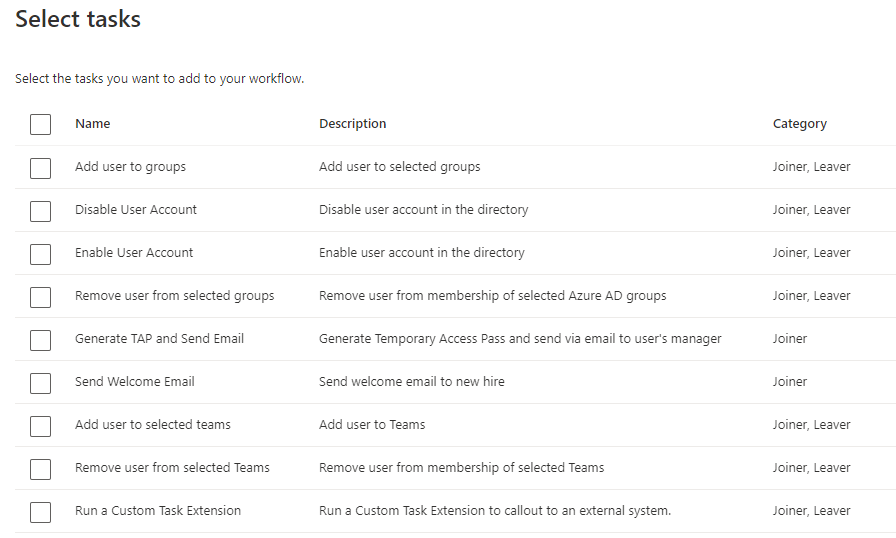 Select tasks
Select the tasks you want to add to your workflow.
Name Description Category
Add user to groups Add user to selected groups Joiner, Leaver
Disable User Account Disable user account in the directory Joiner, Leaver
Enable User Account Enable user account in the directory Joiner, Leaver
Remove user from selected groups Remove user from membership of selected Azure AD groups Joiner, Leaver
Generate TAP and Send Email Generate Temporary Access Pass and send via email to user's manager Joiner
Send Welcome Email Send welcome email to new hire Joiner
Add user to selected teams Add user to Teams Joiner, Leaver
Remove user from selected Teams Remove user from membership of selected Teams Joiner, Leaver
Run a Custom Task Extension Run a Custom Task Extension to callout to an external system. Joiner, Leaver